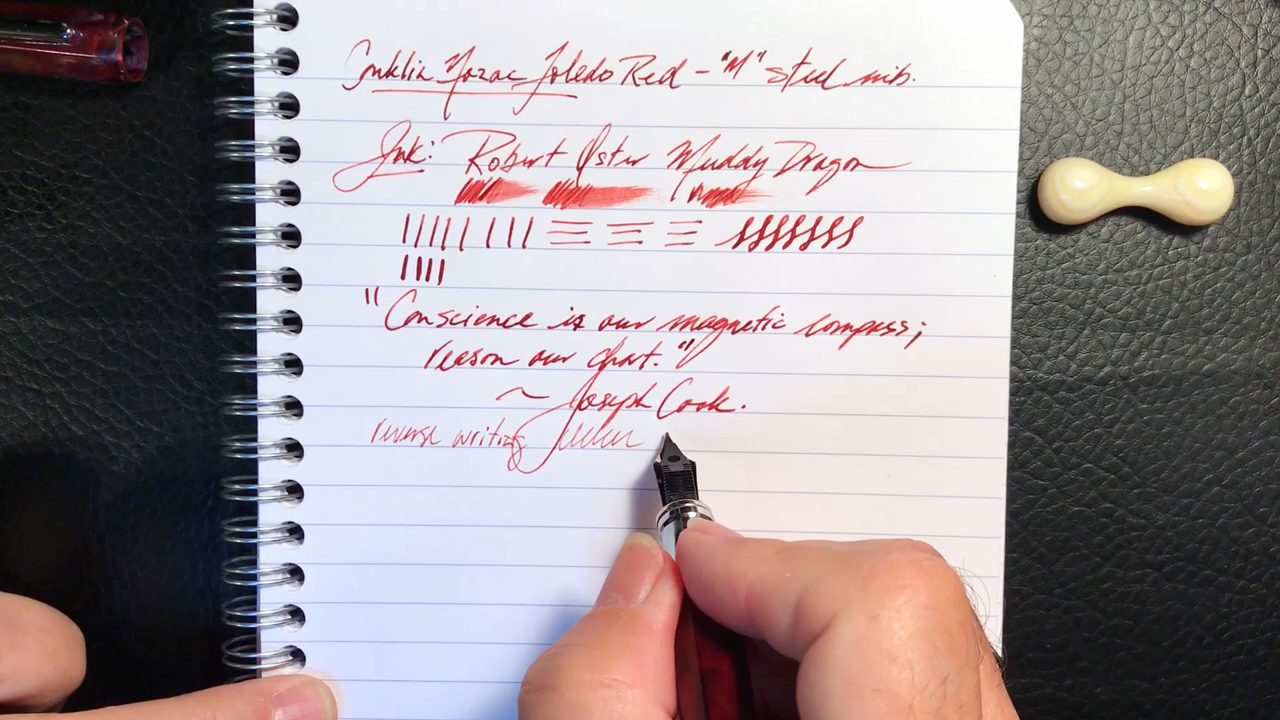 Conklin Nozac Toledo Red - "M" steel nib.
Ink: Robert Oster Muddy Dragon
"Conscience is our magnetic compass;
reason our chart."
~ Joseph Cook.
reverse writing